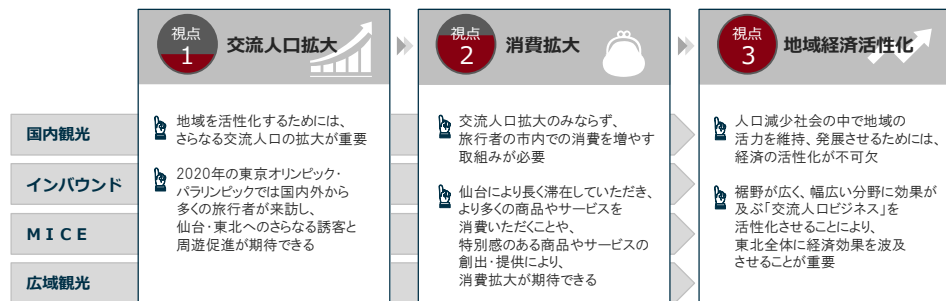 視点
1
交流人口拡大
視点
2
消費拡大
視点
3
地域経済活性化
国内観光
インバウンド
ＭＩＣＥ
広域観光
地域を活性化するためには、
さらなる交流人口の拡大が重要
2020年の東京オリンピック・
パラリンピックでは国内外から
多くの旅行者が来訪し、
仙台・東北へのさらなる誘客と
周遊促進が期待できる
交流人口拡大のみならず、
旅行者の市内での消費を増やす
取組みが必要
仙台により長く滞在していただき、
より多くの商品やサービスを
消費いただくことや、
特別感のある商品やサービスの
創出・提供により、
消費拡大が期待できる
人口減少社会の中で地域の
活力を維持、発展させるためには、
経済の活性化が不可欠
裾野が広く、幅広い分野に効果が
及ぶ「交流人口ビジネス」を
活性化させることにより、
東北全体に経済効果を波及
させることが重要